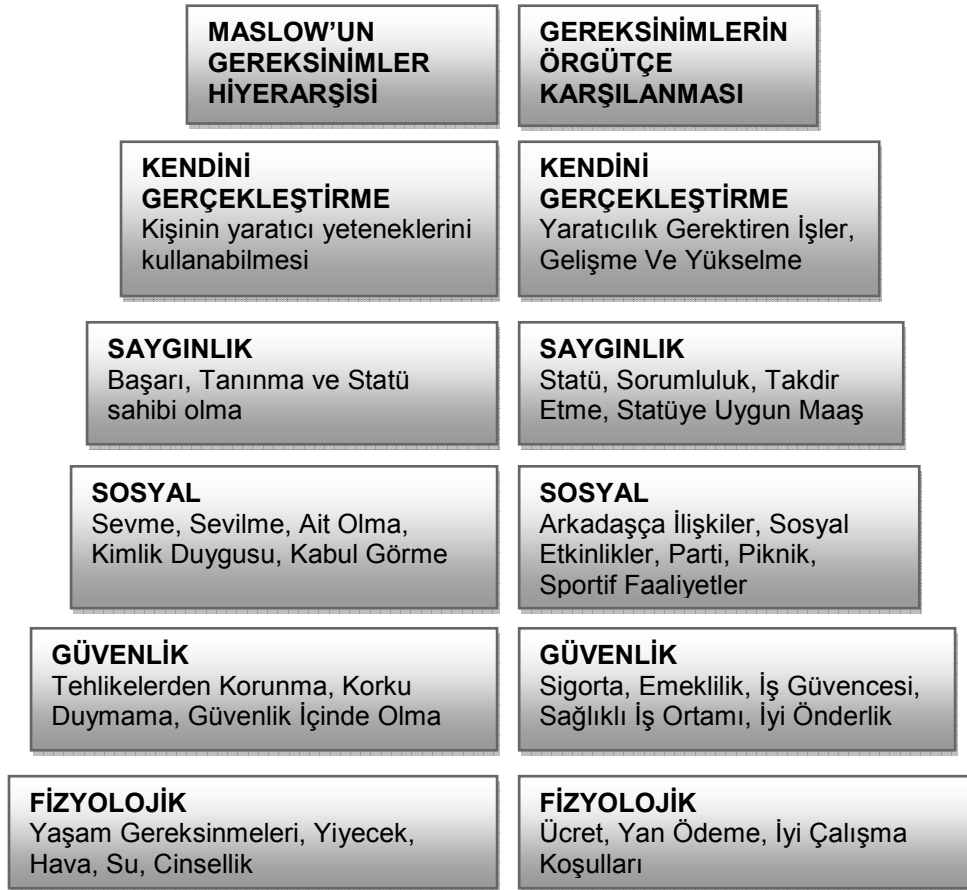 MASLOW’UN
GEREKSİNİMLER
HİYERARŞİSİ
GEREKSİNİMLERİN
ÖRGÜTÇE
KARŞILANMASI
KENDİNİ
GERÇEKLEŞTİRME
Kişinin yaratıcı yeteneklerini
kullanabilmesi
KENDİNİ
GERÇEKLEŞTİRME
Yaratıcılık Gerektiren İşler,
Gelişme Ve Yükselme
SAYGINLIK
Başarı, Tanınma ve Statü
sahibi olma
SAYGINLIK
Statü, Sorumluluk, Takdir
Etme, Statüye Uygun Maaş
SOSYAL
Sevme, Sevilme, Ait Olma,
Kimlik Duygusu, Kabul Görme
SOSYAL
Arkadaşça İlişkiler, Sosyal
Etkinlikler, Parti, Piknik,
Sportif Faaliyetler
GÜVENLİK
Tehlikelerden Korunma, Korku
Duymama, Güvenlik İçinde Olma
GÜVENLİK
Sigorta, Emeklilik, İş Güvencesi,
Sağlıklı İş Ortamı, İyi Önderlik
FİZYOLOJİK
Yaşam Gereksinmeleri, Yiyecek,
Hava, Su, Cinsellik
FİZYOLOJİK
Ücret, Yan Ödeme, İyi Çalışma
Koşulları